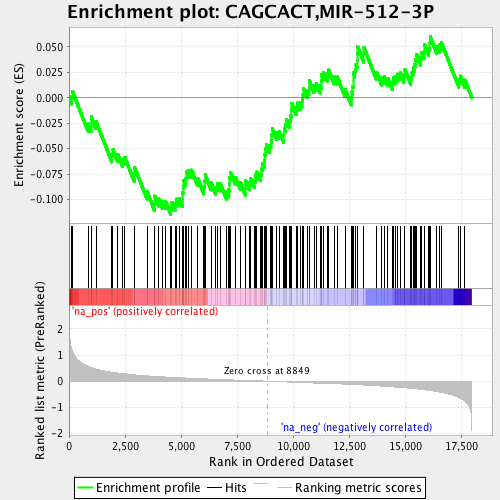 Enrichment plot: CAGCACT,MIR-512-3P
Enrichment score (ES)
0.050
0.025
0.000
-0.025
-0.050
-0.075
-0.100
'na_pos' (positively correlated)
Ranked list metric (PreRanked)
2
1
0
-1
-2
Zero cross at 8849
'na_neg' (negatively correlated)
0
2,500
5,000
7,500
10,000
12,500
15,000
17,500
Rank in Ordered Dataset
Enrichment profile
Hits
Ranking metric scores